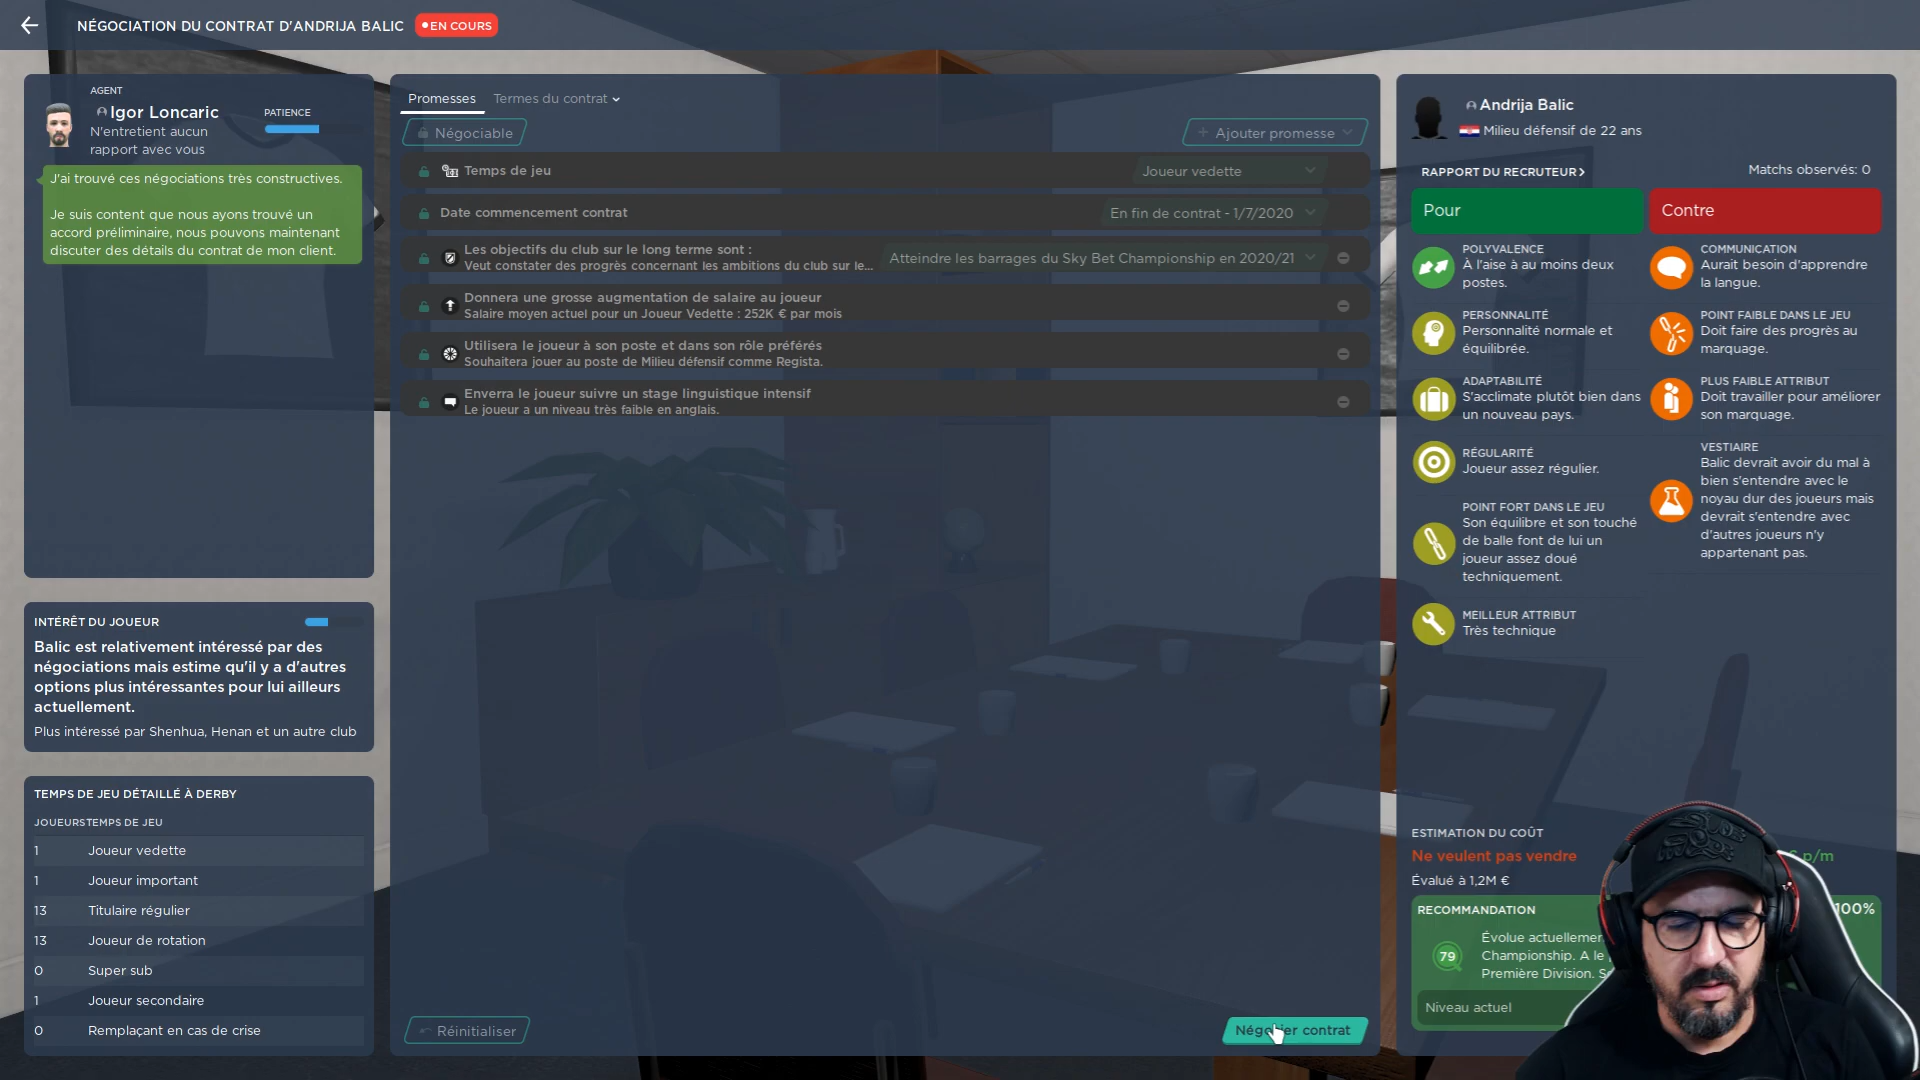 NÉGOCIATION DU CONTRAT D'ANDRIJA BALIC
EN COURS
AGENT
Igor Loncaric
N'entretient aucun
rapport avec vous
PATIENCE
J'ai trouvé ces négociations très constructives.
Je suis content que nous ayons trouvé un
accord préliminaire, nous pouvons maintenant
discuter des détails du contrat de mon client.
INTÉRÊT DU JOUEUR
Balic est relativement intéressé par des
négociations mais estime qu'il y a d'autres
options plus intéressantes pour lui ailleurs
actuellement.
Plus intéressé par Shenhua, Henan et un autre club
TEMPS DE JEU DÉTAILLÉ À DERBY
JOUEURS TEMPS DE JEU
1 Joueur vedette
1 Joueur important
13 Titulaire régulier
13 Joueur de rotation
0 Super sub
1 Joueur secondaire
0 Remplaçant en cas de crise
Promesses Termes du contrat
Négociable
Ajouter promesse
Temps de jeu
Joueur vedette
Date commencement contrat
En fin de contrat - 1/7/2020
Les objectifs du club sur le long terme sont :
Veut constater des progrès concernant les ambitions du club sur le...
Atteindre les barrages du Sky Bet Championship en 2020/21
Donnera une grosse augmentation de salaire au joueur
Salaire moyen actuel pour un Joueur Vedette : 252K € par mois
Utilisera le joueur à son poste et dans son rôle préférés
Souhaitera jouer au poste de Milieu défensif comme Regista.
Enverra le joueur suivre un stage linguistique intensif
Le joueur a un niveau très faible en anglais.
Réinitialiser
Négocier contrat
Andrija Balic
Milieu défensif de 22 ans
RAPPORT DU RECRUTEUR
Matchs observés: 0
Pour
POLYVALENCE
À l'aise à au moins deux
postes.
PERSONNALITÉ
Personnalité normale et
équilibrée.
ADAPTABILITÉ
S'acclimate plutôt bien dans
un nouveau pays.
RÉGULARITÉ
Joueur assez régulier.
POINT FORT DANS LE JEU
Son équilibre et son touché
de balle font de lui un
joueur assez doué
techniquement.
MEILLEUR ATTRIBUT
Très technique
Contre
COMMUNICATION
Aurait besoin d'apprendre
la langue.
POINT FAIBLE DANS LE JEU
Doit faire des progrès au
marquage.
PLUS FAIBLE ATTRIBUT
Doit travailler pour améliorer
son marquage.
VESTIAIRE
Balic devrait avoir du mal à
bien s'entendre avec le
noyau dur des joueurs mais
devrait s'entendre avec
d'autres joueurs n'y
appartenant pas.
ESTIMATION DU COÛT
Ne veulent pas vendre
€ p/m
Évalué à 1,2M €
RECOMMANDATION
100%
79
Évolue actuellemen
Championship. A le
Première Division. S
Niveau actuel